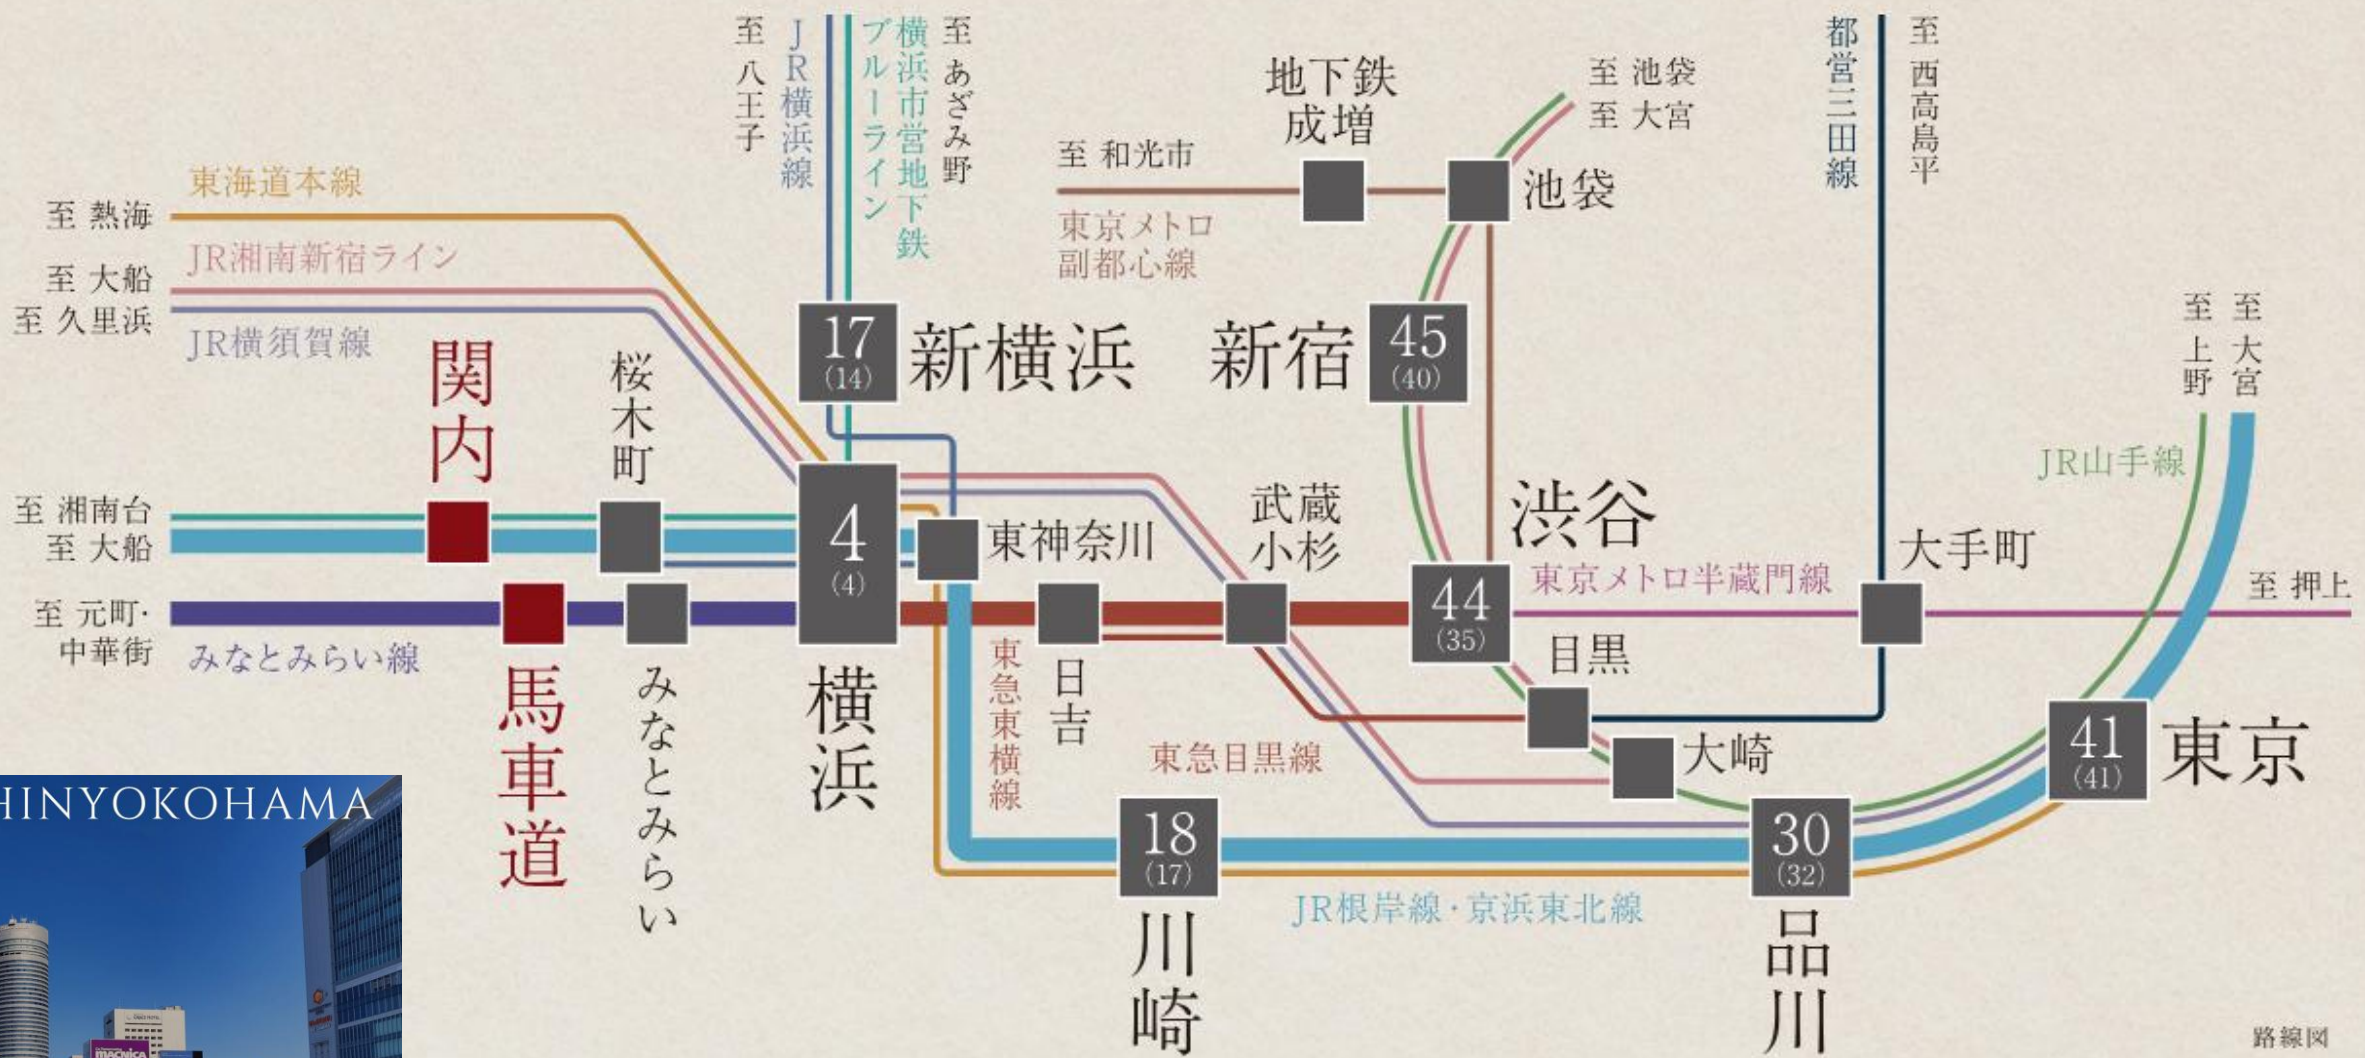 至 八王子
JR横浜線
横浜市営地下鉄
ブルーライン
至 あざみ野
地下鉄
成増
至 池袋
至 大宮
都営三田線
至 西高島平
至 和光市
池袋
東京メトロ
副都心線
東海道本線
至 熱海
JR湘南新宿ライン
至 大船
至 久里浜
JR横須賀線
関内
桜木町
17
(14)
新横浜
新宿
45
(40)
至 上野
至 大宮
JR山手線
至 湘南台
至 大船
4
(4)
東神奈川
武蔵
小杉
渋谷
44
(35)
東京メトロ半蔵門線
大手町
至 押上
至 元町・
中華街
みなとみらい線
馬車道
みなとみらい
横浜
東急東横線
日吉
目黒
東急目黒線
大崎
41
(41)
東京
18
(17)
川崎
30
(32)
品川
JR根岸線・京浜東北線
HINYOKOHAMA
macnica
路線図